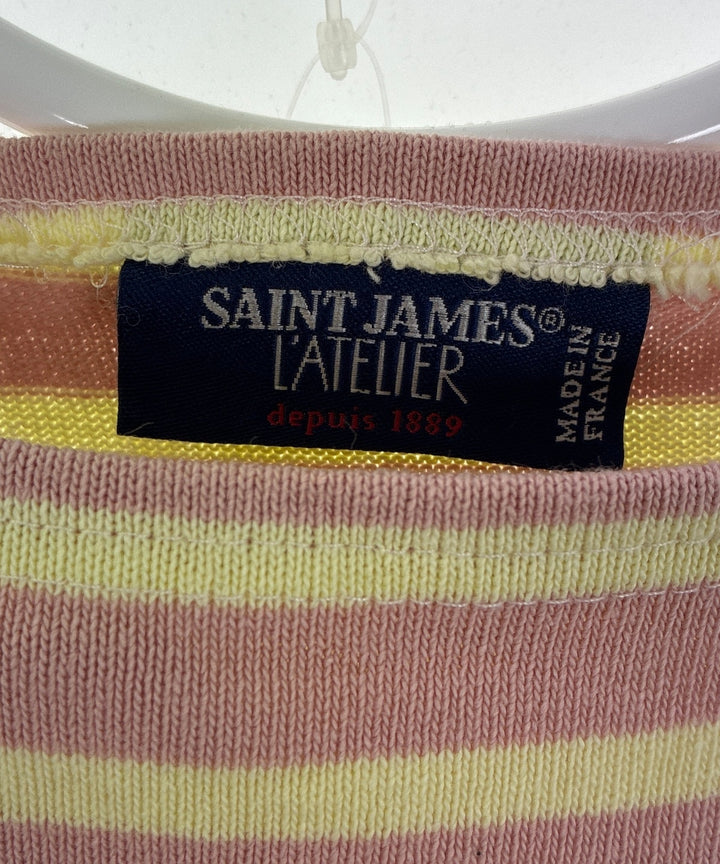 SAINT JAMES®
L'ATELIER
depuis 1889
MADE IN
FRANCE